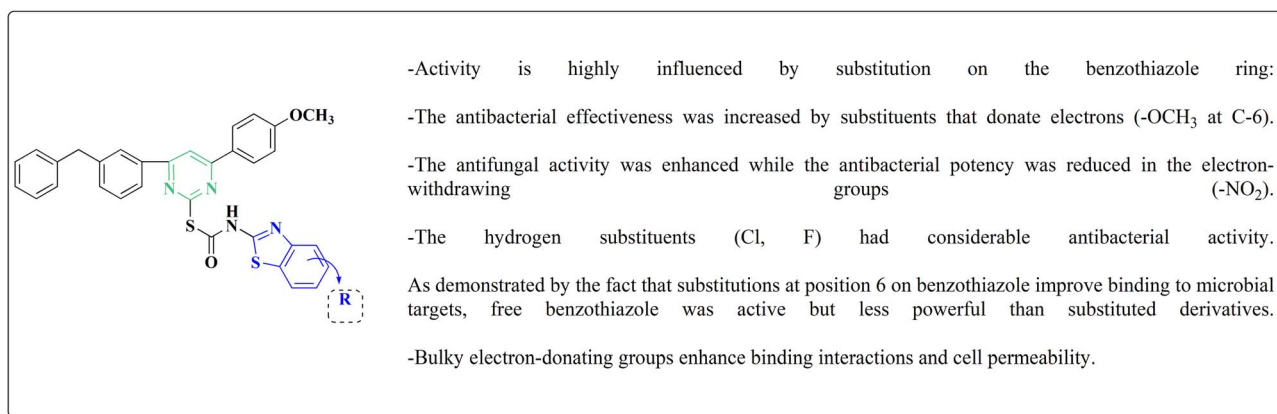 OCH3
N
N
S
H
N
O
N
S
R
-Activity is highly influenced by substitution on the benzothiazole ring:
-The antibacterial effectiveness was increased by substituents that donate electrons (-OCH3 at C-6).
-The antifungal activity was enhanced while the antibacterial potency was reduced in the electron-
withdrawing groups (-NO2).
-The hydrogen substituents (Cl, F) had considerable antibacterial activity.
As demonstrated by the fact that substitutions at position 6 on benzothiazole improve binding to microbial
targets, free benzothiazole was active but less powerful than substituted derivatives.
-Bulky electron-donating groups enhance binding interactions and cell permeability.